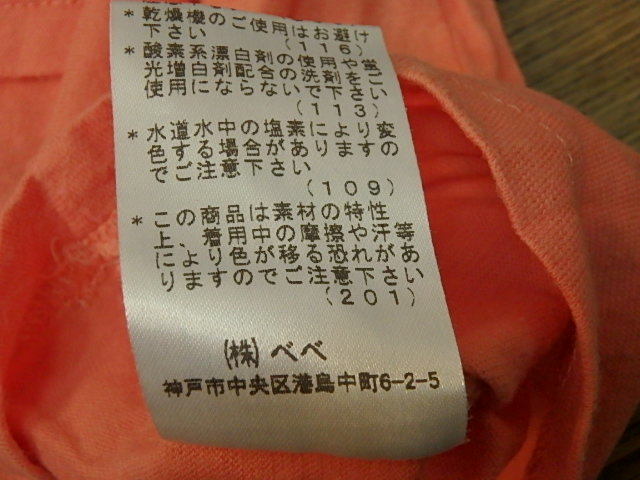 ＊乾燥機のご使用はお避け
下さい（116）
＊酸素系漂白剤の使用や蛍
光増白剤配合の洗剤をご
使用にならないで下さい
（113）
＊水道水中の塩素により変
色する場合がありますの
でご注意下さい
（109）
＊この商品は素材の特性
上、着用中の摩擦や汗等
により色が移る恐れがあ
りますのでご注意下さい
（201）
（株）べべ
神戸市中央区港島中町6-2-5